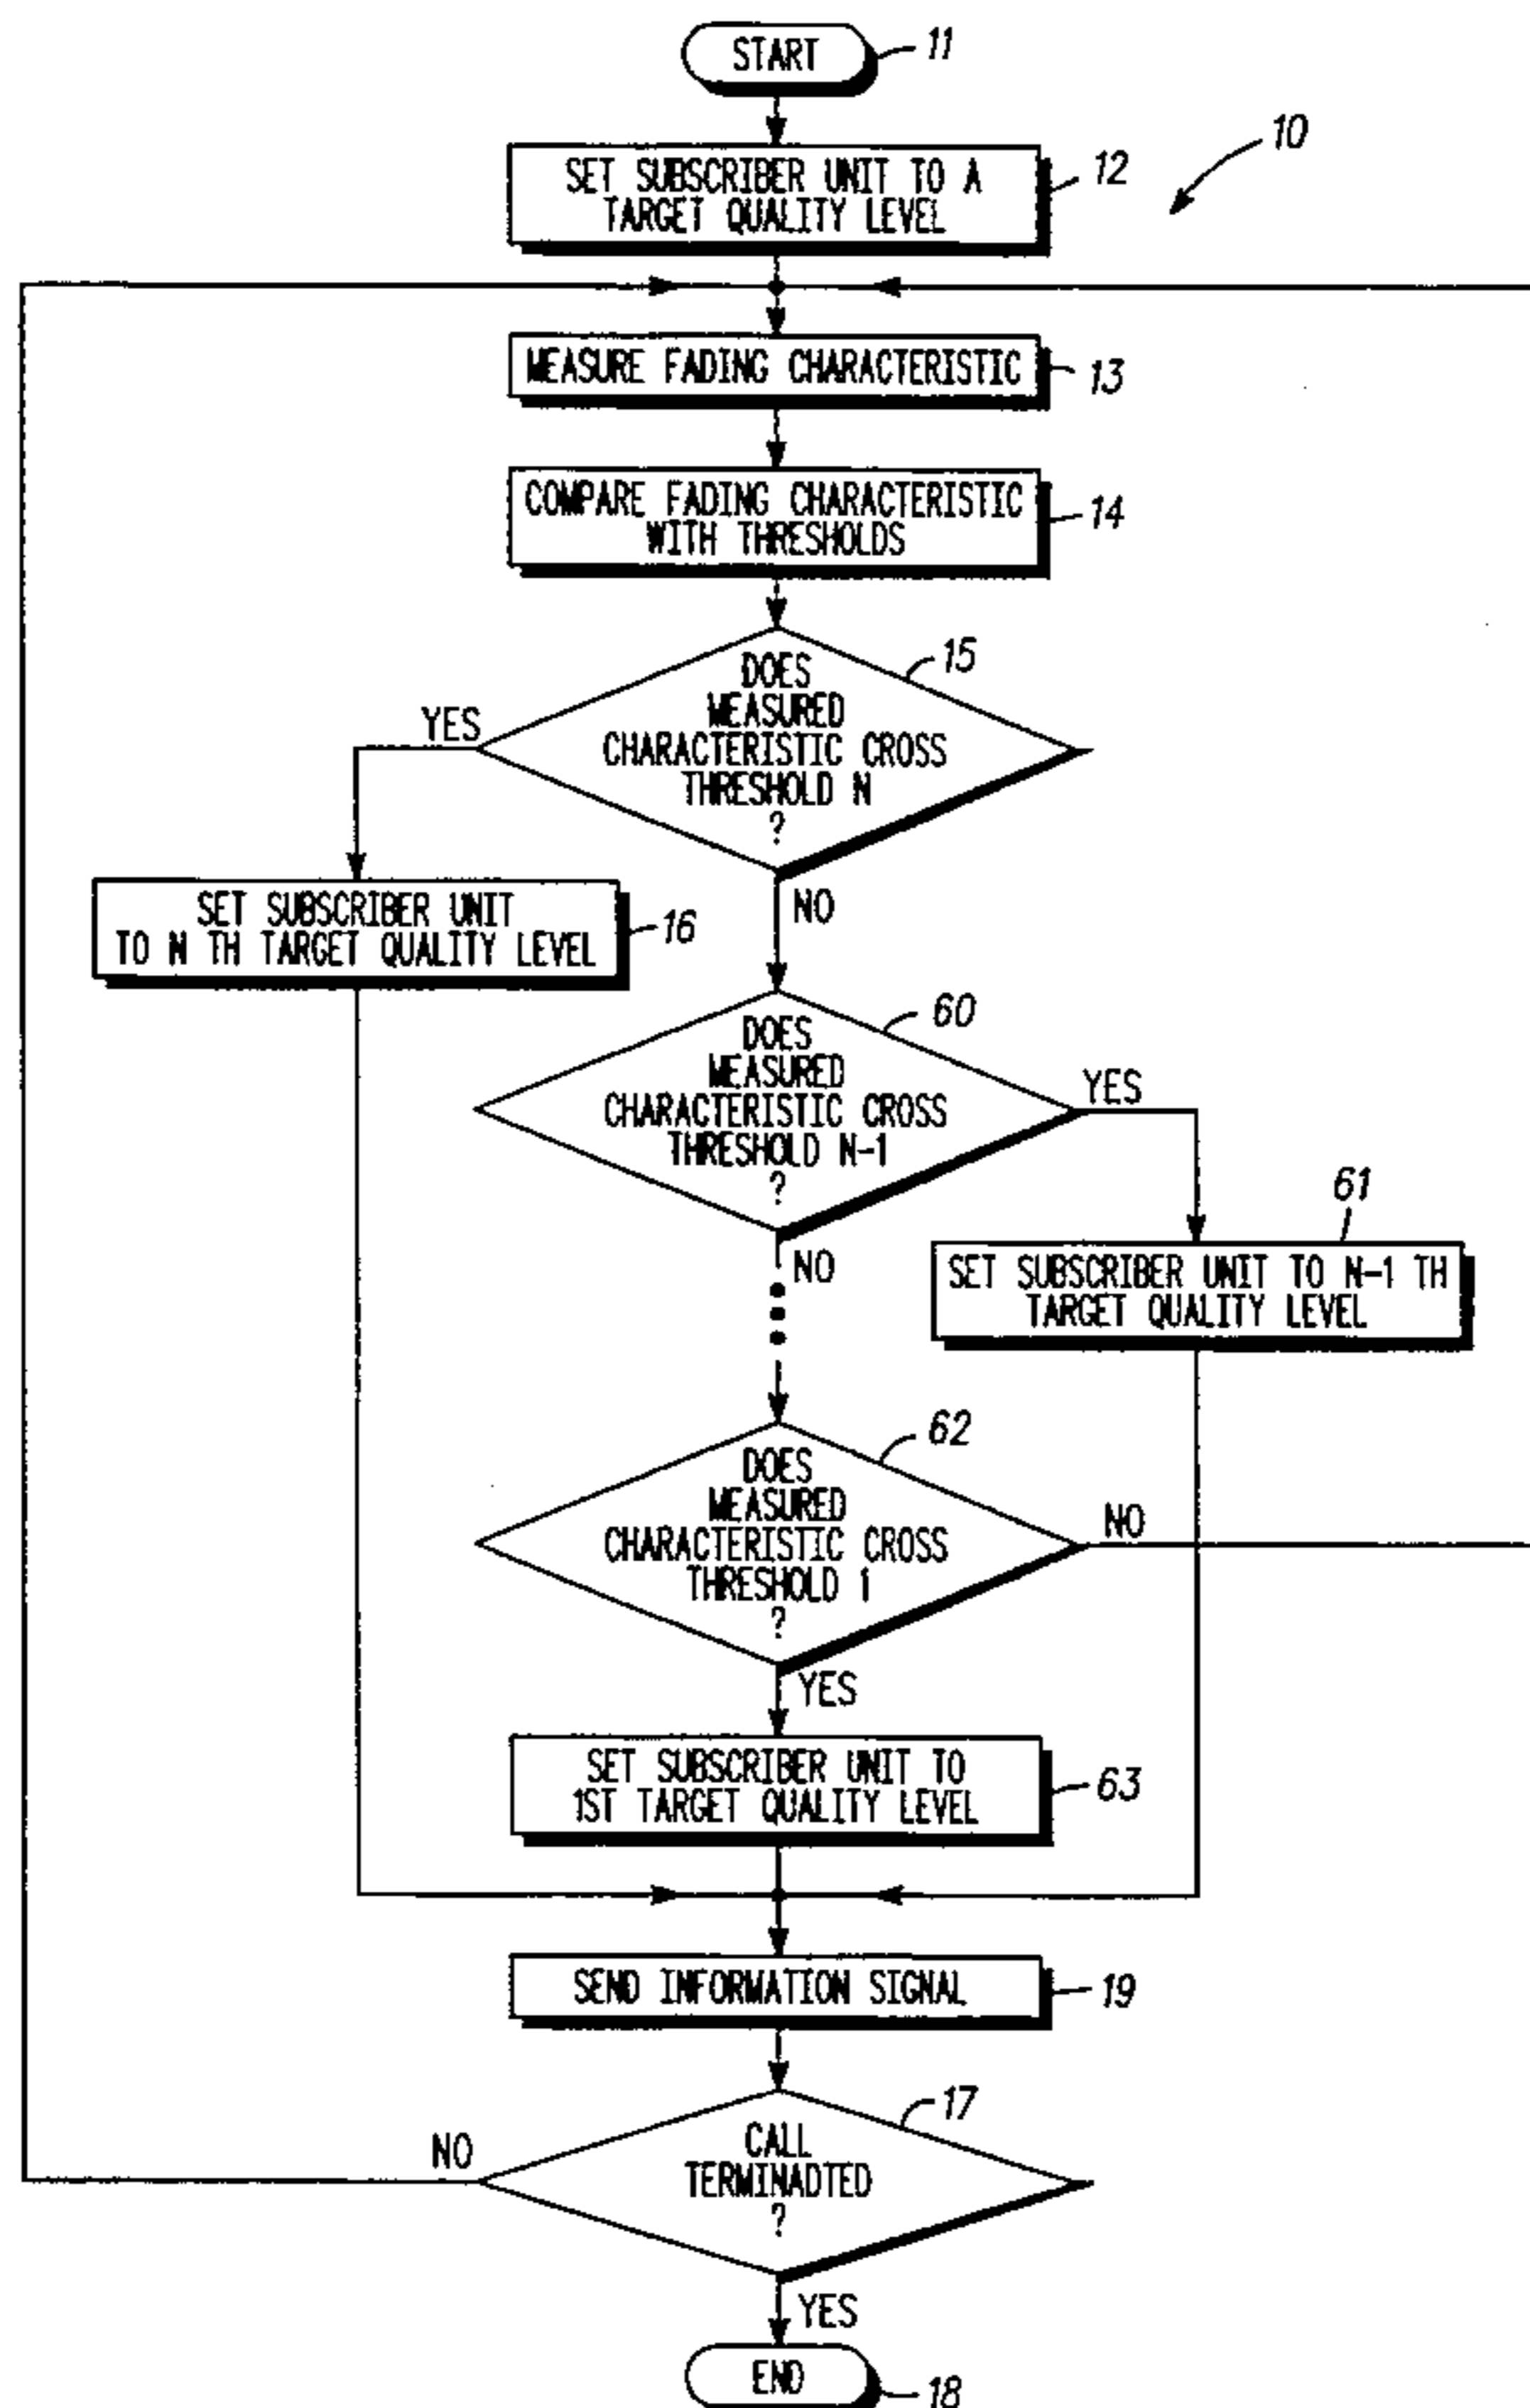 START
11
10
SET SUBSCRIBER UNIT TO A
TARGET QUALITY LEVEL
12
MEASURE FADING CHARACTERISTIC
13
COMPARE FADING CHARACTERISTIC
WITH THRESHOLDS
14
DOES
MEASURED
CHARACTERISTIC CROSS
THRESHOLD N
?
15
YES
NO
SET SUBSCRIBER UNIT
TO N TH TARGET QUALITY LEVEL
16
DOES
MEASURED
CHARACTERISTIC CROSS
THRESHOLD N-1
?
60
YES
NO
61
SET SUBSCRIBER UNIT TO N-1 TH
TARGET QUALITY LEVEL
DOES
MEASURED
CHARACTERISTIC CROSS
THRESHOLD 1
?
62
NO
YES
SET SUBSCRIBER UNIT TO
1ST TARGET QUALITY LEVEL
63
SEND INFORMATION SIGNAL
19
CALL
TERMINADTED
?
17
NO
YES
END
18